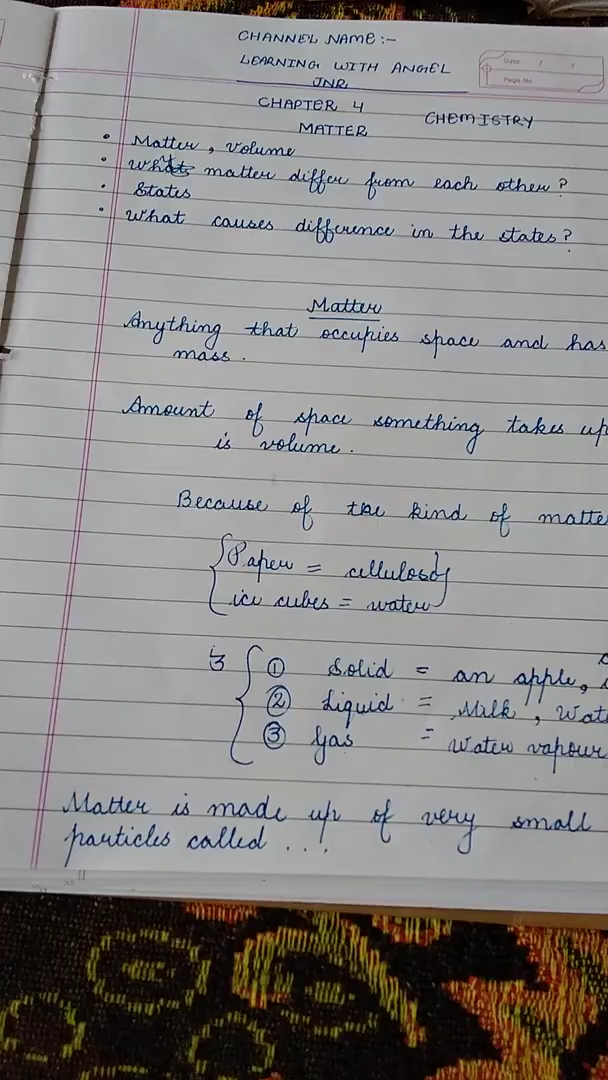 CHANNEL NAME:-
LEARNING WITH ANGEL
JNR
Date / /
Page No.
CHAPTER 4 CHEMISTRY
MATTER
• Matter, volume
• What matter differ from each other?
• States
• What causes difference in the states?
Matter
Anything that occupies space and has
mass.
Amount of space something takes up
is volume.
Because of the kind of matte
Paper = cellulose
ice cubes = water
3
① Solid = an apple,
② Liquid = Milk, Wat
③ Gas = Water vapour
Matter is made up of very small
particles called ....